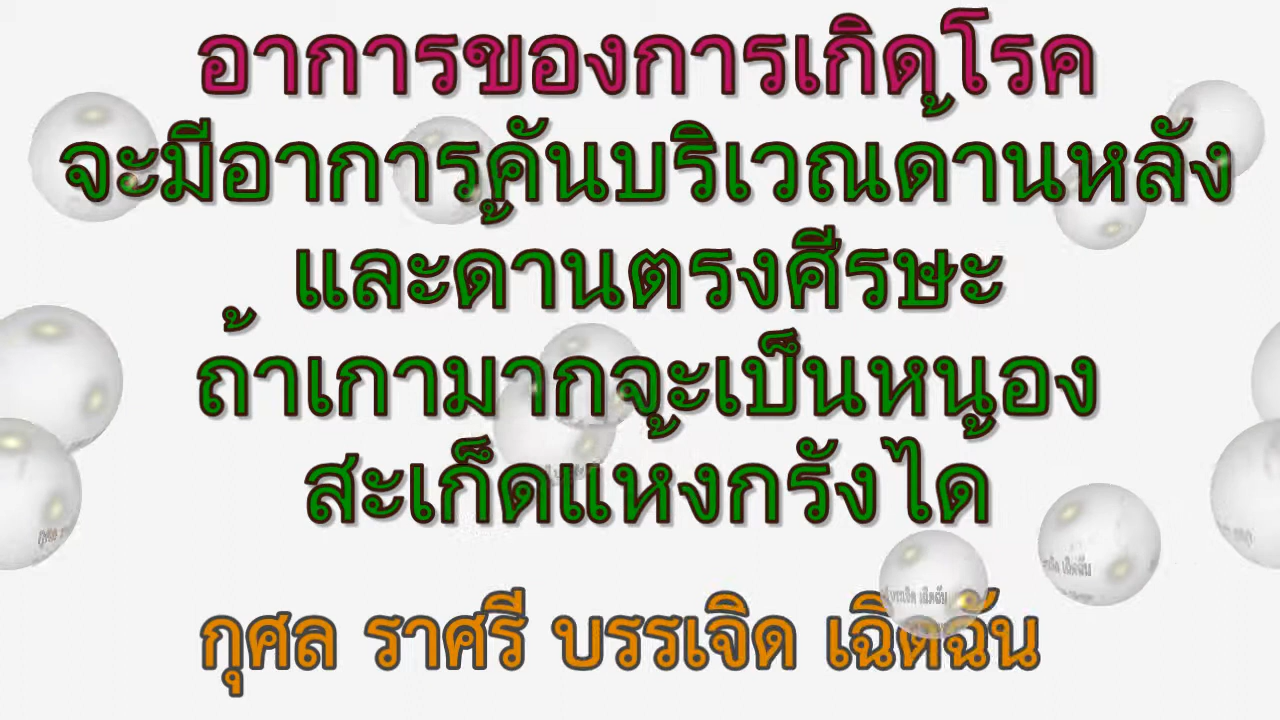 อาการของการเกิดโรค
จะมีอาการคันบริเวณด้านหลัง
และด้านตรงศีรษะ
ถ้าเกามากจะเป็นหนอง
สะเก็ดแห้งกรังได้
กุศล ราศรี บรรเจิด เฉิดฉัน